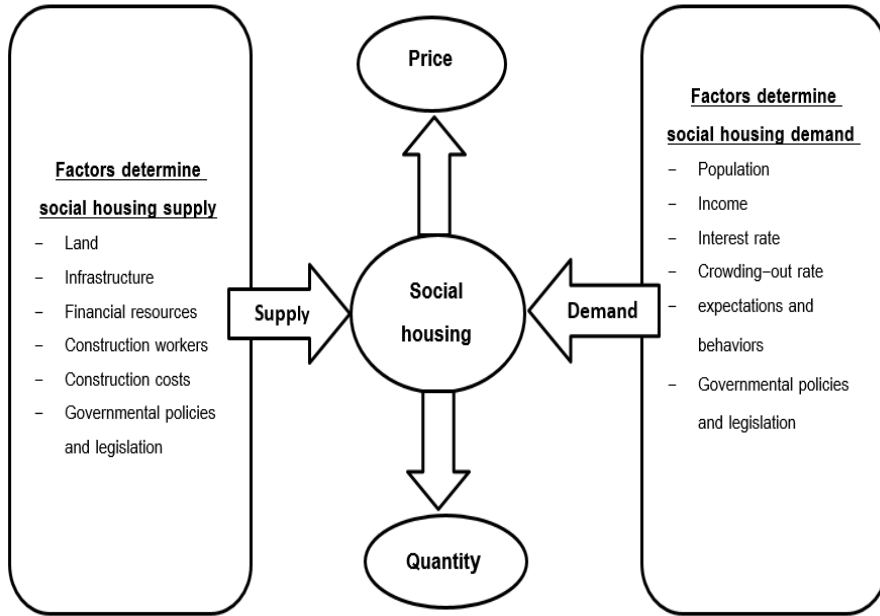 Factors determine
social housing supply
– Land
– Infrastructure
– Financial resources
– Construction workers
– Construction costs
– Governmental policies
and legislation
Supply
Price
Social
housing
Quantity
Demand
Factors determine
social housing demand
– Population
– Income
– Interest rate
– Crowding–out rate
– expectations and
behaviors
– Governmental policies
and legislation